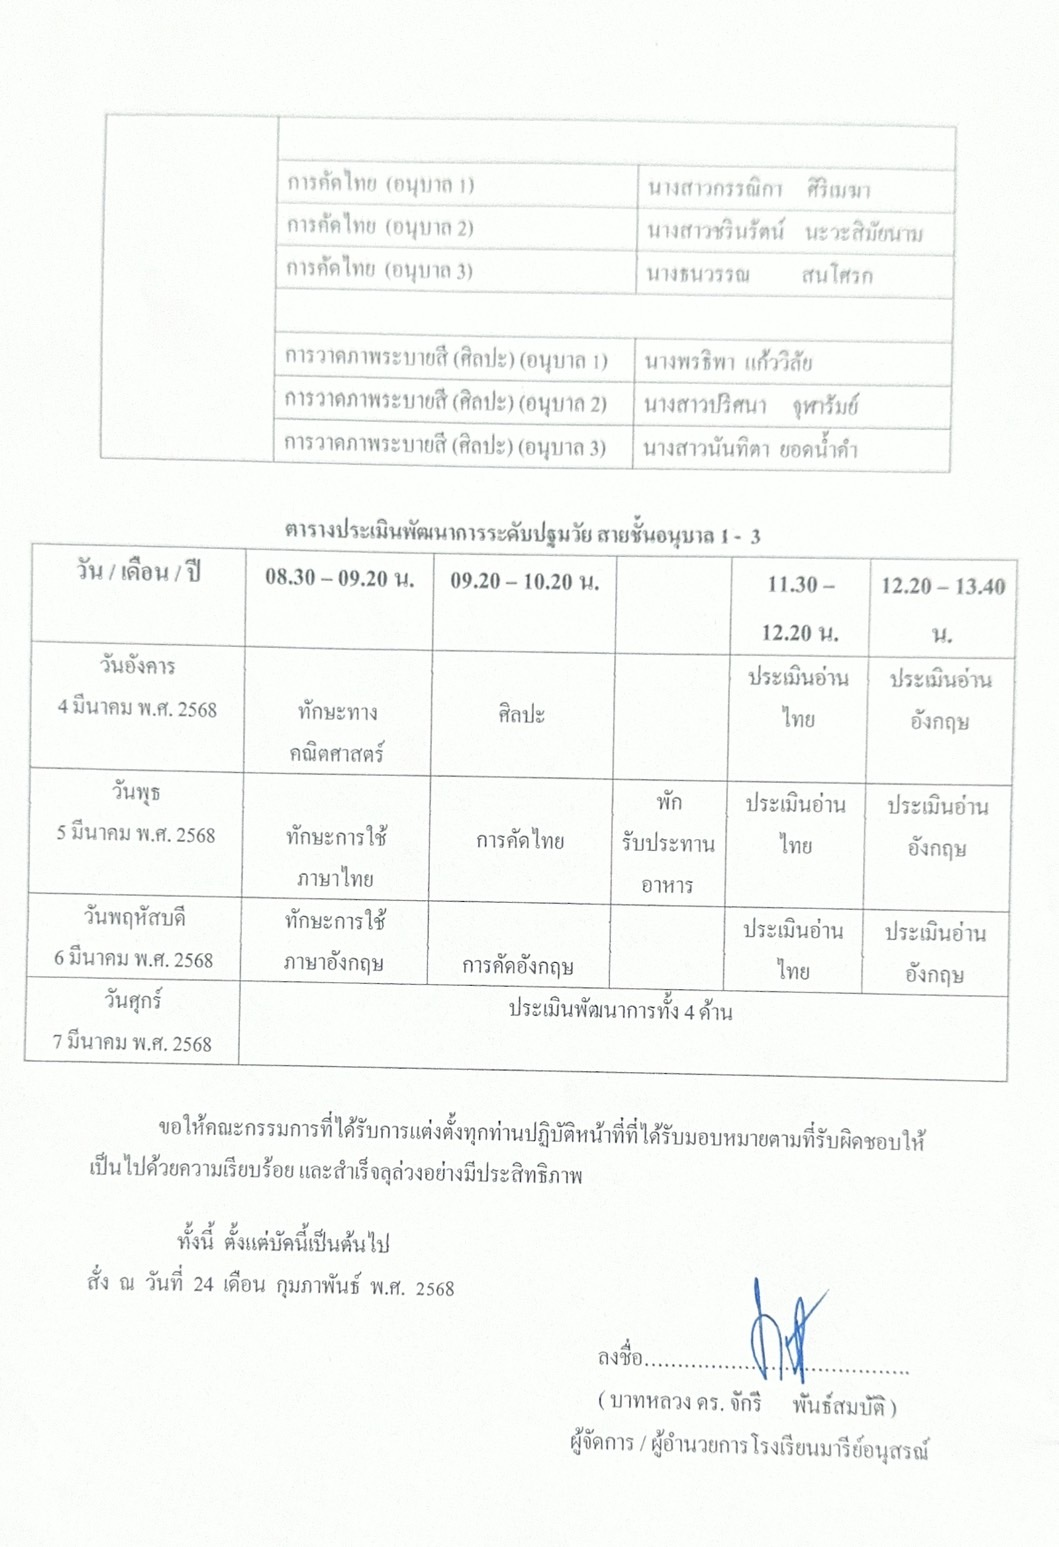 การคัดไทย (อนุบาล 1) นางสาวกรรณิกา ศิริเมฆา
การคัดไทย (อนุบาล 2) นางสาวชรินรัตน์ นะวะสิมัยนาม
การคัดไทย (อนุบาล 3) นางธนวรรณ สนโศรก
การวาดภาพระบายสี (ศิลปะ) (อนุบาล 1) นางพรธิพา แก้ววิลัย
การวาดภาพระบายสี (ศิลปะ) (อนุบาล 2) นางสาวปริศนา จุฬารัมย์
การวาดภาพระบายสี (ศิลปะ) (อนุบาล 3) นางสาวนันทิตา ยอดน้ำคำ
ตารางประเมินพัฒนาการระดับปฐมวัย สายชั้นอนุบาล 1 - 3
วัน / เดือน / ปี 08.30 – 09.20 น. 09.20 – 10.20 น. 11.30 – 12.20 – 13.40
12.20 น. น.
วันอังคาร ประเมินอ่าน ประเมินอ่าน
4 มีนาคม พ.ศ. 2568 ทักษะทาง ศิลปะ ไทย อังกฤษ
คณิตศาสตร์
วันพุธ พัก ประเมินอ่าน ประเมินอ่าน
5 มีนาคม พ.ศ. 2568 ทักษะการใช้ การคัดไทย รับประทาน ไทย อังกฤษ
ภาษาไทย อาหาร
วันพฤหัสบดี ทักษะการใช้ ประเมินอ่าน ประเมินอ่าน
6 มีนาคม พ.ศ. 2568 ภาษาอังกฤษ การคัดอังกฤษ ไทย อังกฤษ
วันศุกร์ ประเมินพัฒนาการทั้ง 4 ด้าน
7 มีนาคม พ.ศ. 2568
ขอให้คณะกรรมการที่ได้รับการแต่งตั้งทุกท่านปฏิบัติหน้าที่ที่ได้รับมอบหมายตามที่รับผิดชอบให้
เป็นไปด้วยความเรียบร้อย และสำเร็จลุล่วงอย่างมีประสิทธิภาพ
ทั้งนี้ ตั้งแต่บัดนี้เป็นต้นไป
สั่ง ณ วันที่ 24 เดือน กุมภาพันธ์ พ.ศ. 2568
ลงชื่อ........................................
( บาทหลวง ดร. จักรี พันธ์สมบัติ )
ผู้จัดการ / ผู้อำนวยการโรงเรียนมารีย์อนุสรณ์